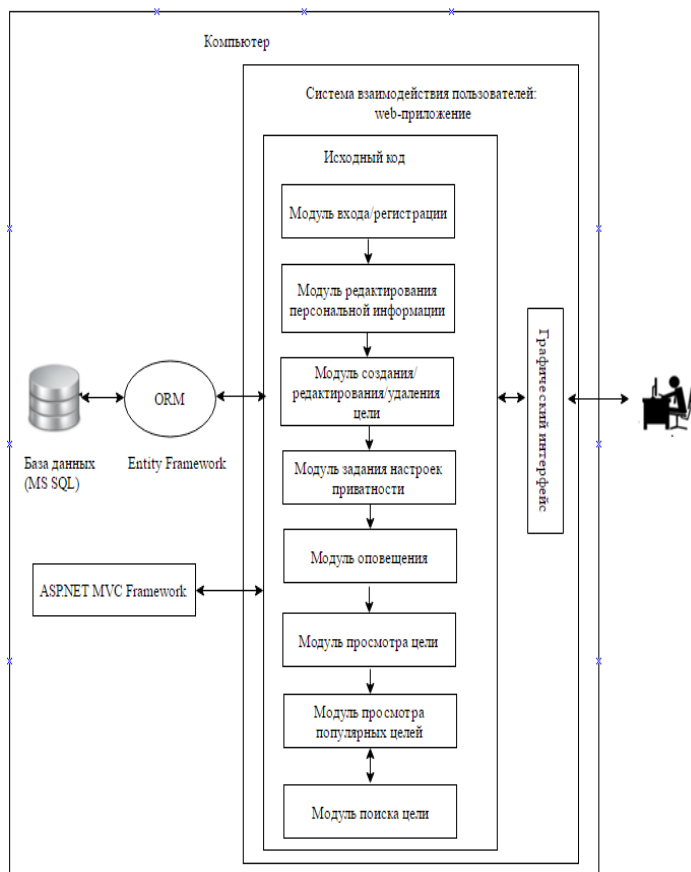 Компьютер
Система взаимодействия пользователей:
web-приложение
Исходный код
Модуль входа/регистрации
Модуль редактирования
персональной информации
Модуль создания/
редактирования/удаления
цели
Модуль задания настроек
приватности
Модуль оповещения
Модуль просмотра цели
Модуль просмотра
популярных целей
Модуль поиска цели
ORM
База данных
(MS SQL)
Entity Framework
ASP.NET MVC Framework
Графический интерфейс